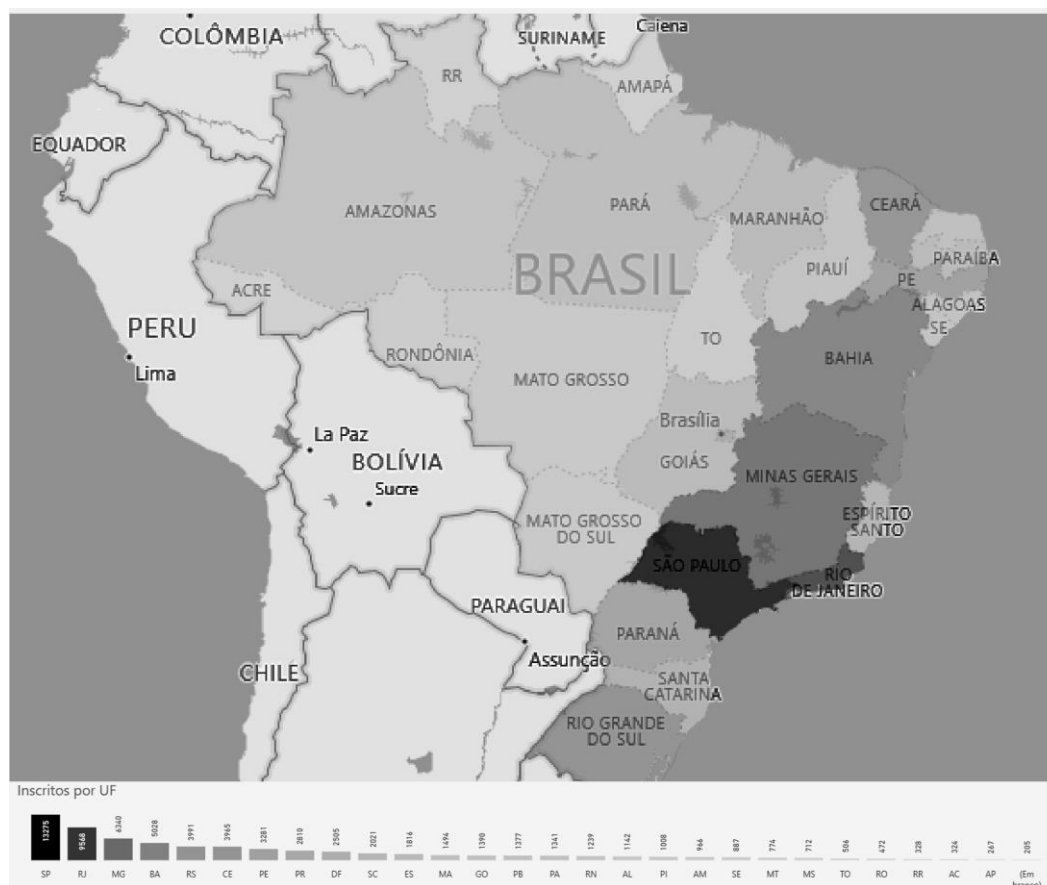 COLÔMBIA
SURINAME
Caiena
RR
AMAPÁ
EQUADOR
AMAZONAS
PARÁ
MARANHÃO
CEARÁ
PIAUÍ
PARAÍBA
BRASIL
PE
ACRE
ALAGOAS
SE
PERU
Lima
RONDÔNIA
TO
BAHIA
MATO GROSSO
Brasília
La Paz
BOLÍVIA
GOIÁS
MINAS GERAIS
Sucre
ESPÍRITO
SANTO
MATO GROSSO
DO SUL
SÃO PAULO
RIO
DE JANEIRO
PARAGUAI
PARANÁ
Assunção
CHILE
SANTA
CATARINA
RIO GRANDE
DO SUL
Inscritos por UF
13275 9568 6340 5028 3991 3965 3281 2810 2505 2021 1816 1494 1390 1377 1341 1239 1142 1008 966 887 776 712 506 472 328 324 267 205
SP RJ MG BA RS CE PE PR DF SC ES MA GO PB PA RN AL PI AM SE MT MS TO RO RR AC AP (Em
branco)